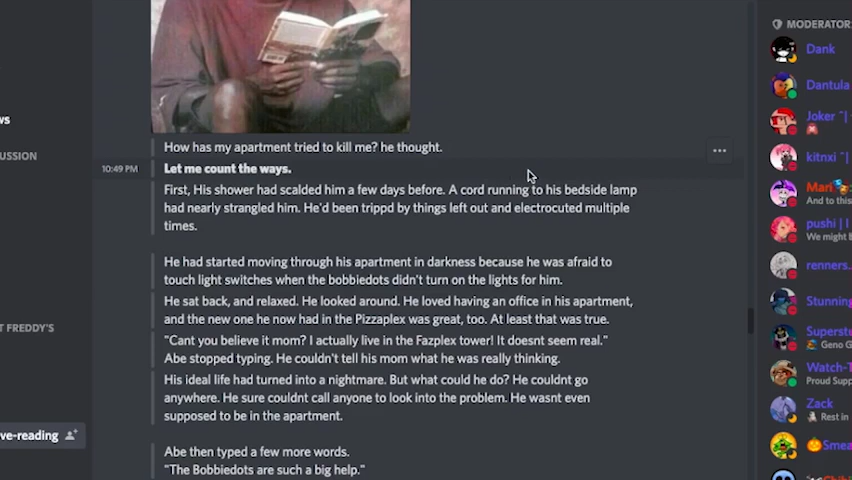 MODERATOR
Dank
Dantula
ws
How has my apartment tried to kill me? he thought.
Joker ^|
USSION
10:49 PM
Let me count the ways.
kitnxi ^|
First, His shower had scalded him a few days before. A cord running to his bedside lamp
Mari
had nearly strangled him. He'd been trippd by things left out and electrocuted multiple
And to this
times.
pushi | I
We might
He had started moving through his apartment in darkness because he was afraid to
renners..
touch light switches when the bobbiedots didn't turn on the lights for him.
He sat back, and relaxed. He looked around. He loved having an office in his apartment,
Stunning
and the new one he now had in the Pizzaplex was great, too. At least that was true.
T FREDDY'S
Superstu
"Cant you believe it mom? I actually live in the Fazplex tower! It doesnt seem real."
Geno G
Abe stopped typing. He couldn't tell his mom what he was really thinking.
Watch-T
His ideal life had turned into a nightmare. But what could he do? He couldnt go
Proud Supp
anywhere. He sure couldnt call anyone to look into the problem. He wasnt even
Zack
supposed to be in the apartment.
Rest in
ve-reading
Smea
Abe then typed a few more words.
"The Bobbiedots are such a big help."